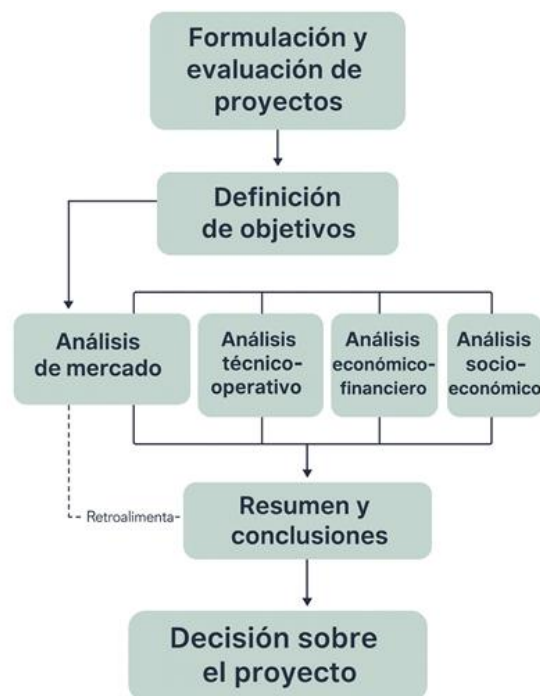 Formulación y
evaluación de
proyectos
Definición
de objetivos
Análisis
de mercado
Análisis
técnico-
operativo
Análisis
económico-
financiero
Análisis
socio-
económico
Retroalimenta
Resumen y
conclusiones
Decisión sobre
el proyecto